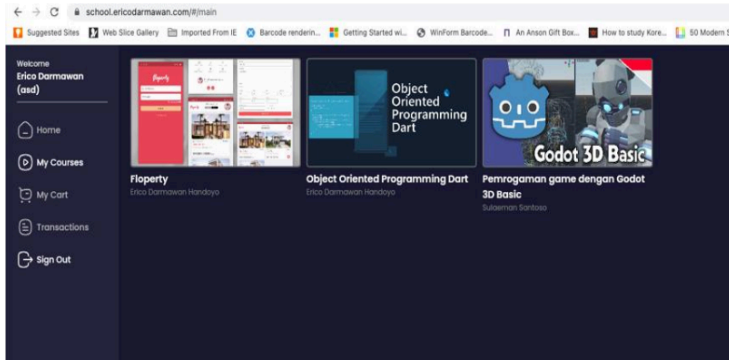 school.ericodarmawan.com/#/main
Suggested Sites
Web Slice Gallery
Imported From IE
Barcode renderin...
Getting Started wi...
WinForm Barcode...
An Anson Gift Box...
How to study Kore...
50 Modern S
Welcome
Erico Darmawan
(asd)
Home
My Courses
My Cart
Transactions
Sign Out
Floperty
Object
Oriented
Programming
Dart
Godot 3D Basic
Floperty
Erico Darmawan Handoyo
Object Oriented Programming Dart
Erico Darmawan Handoyo
Pemrogaman game dengan Godot
3D Basic
Sulaeman Santoso